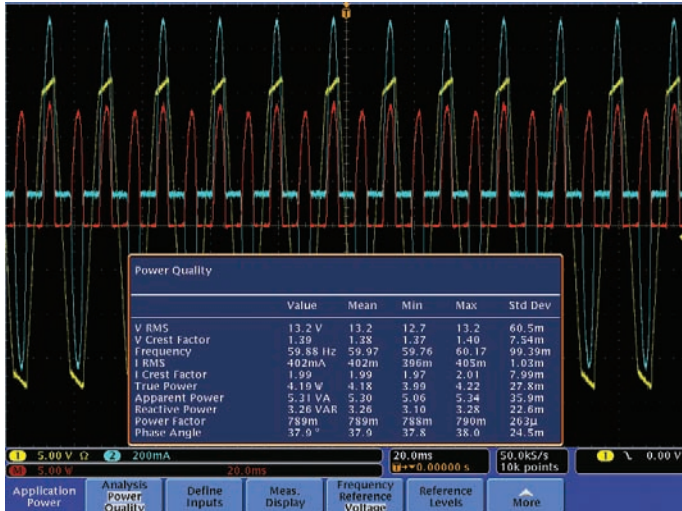 T
Power Quality
Value Mean Min Max Std Dev
V RMS 13.2 V 13.2 12.7 13.2 60.5m
V Crest Factor 1.39 1.38 1.37 1.40 7.54m
Frequency 59.88 Hz 59.97 59.76 60.17 99.39m
I RMS 402mA 402m 396m 405m 1.03m
I Crest Factor 1.99 1.99 1.97 2.01 7.99m
True Power 4.19 W 4.18 3.99 4.22 27.8m
Apparent Power 5.31 VA 5.30 5.06 5.34 35.9m
Reactive Power 3.26 VAR 3.26 3.10 3.28 22.6m
Power Factor 789m 789m 788m 790m 263µ
Phase Angle 37.9 ° 37.9 37.8 38.0 24.5m
1 5.00 V Ω 2 200mA 20.0ms 50.0kS/s 1 0.00 V
M 5.00 W 20.0ms T 0.00000 s 10k points
Application Power
Analysis Power Quality
Define Inputs
Meas. Display
Frequency Reference Voltage
Reference Levels
More